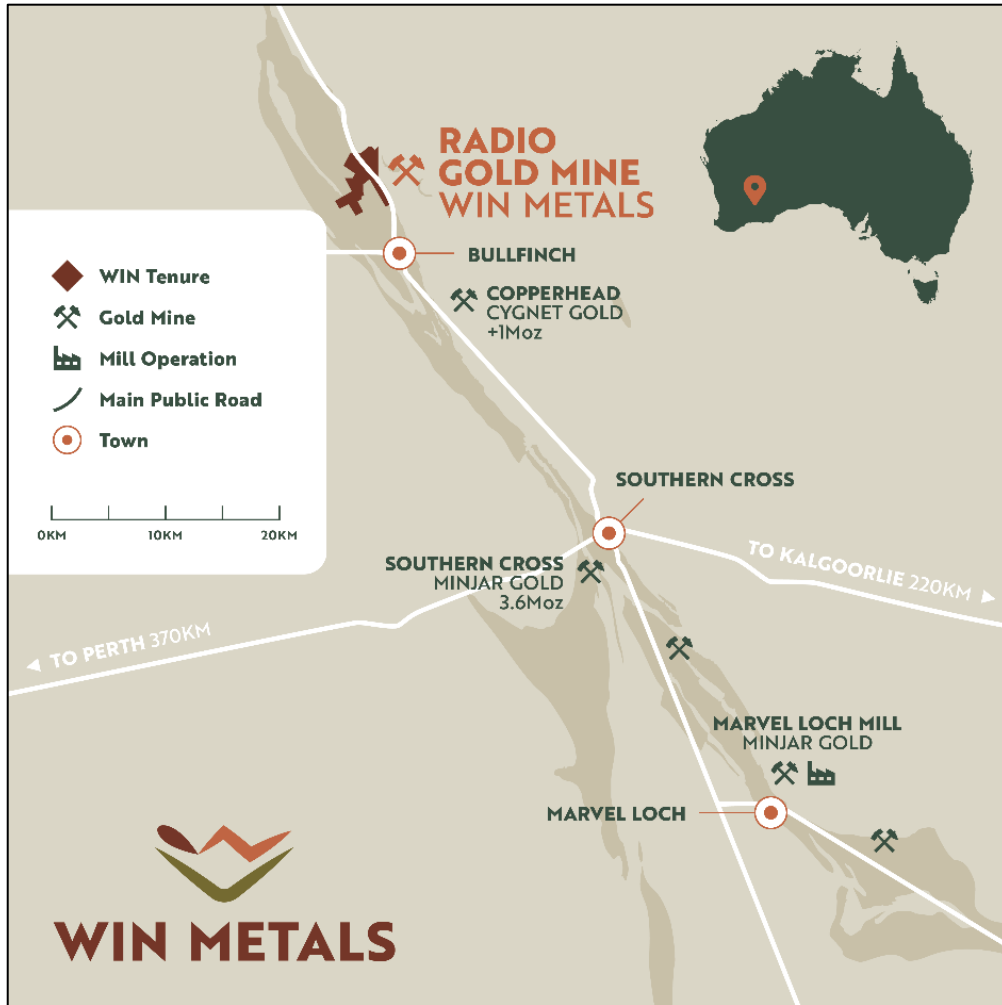 RADIO
GOLD MINE
WIN METALS
BULLFINCH
COPPERHEAD
CYGNET GOLD
+1Moz
WIN Tenure
Gold Mine
Mill Operation
Main Public Road
Town
0KM 10KM 20KM
SOUTHERN CROSS
SOUTHERN CROSS
MINJAR GOLD
3.6Moz
TO KALGOORLIE 220KM
TO PERTH 370KM
MARVEL LOCH MILL
MINJAR GOLD
MARVEL LOCH
WIN METALS